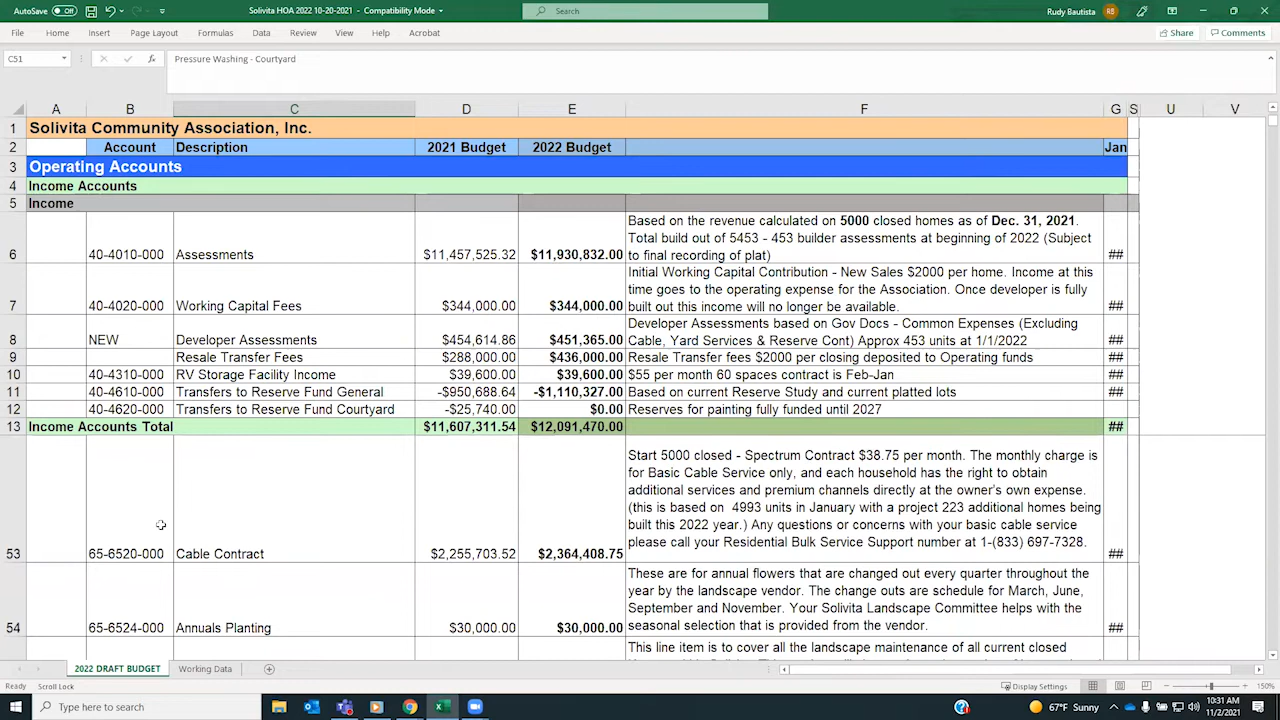 AutoSave Off Solivita HOA 2022 10-20-2021 - Compatibility Mode Search Rudy Bautista RB
File Home Insert Page Layout Formulas Data Review View Help Acrobat Share Comments
C51 fx Pressure Washing - Courtyard
A B C D E F G S U V
1 Solivita Community Association, Inc.
2 Account Description 2021 Budget 2022 Budget Jan
3 Operating Accounts
4 Income Accounts
5 Income
Based on the revenue calculated on 5000 closed homes as of Dec. 31, 2021.
Total build out of 5453 - 453 builder assessments at beginning of 2022 (Subject
6 40-4010-000 Assessments $11,457,525.32 $11,930,832.00 to final recording of plat) ##
Initial Working Capital Contribution - New Sales $2000 per home. Income at this
time goes to the operating expense for the Association. Once developer is fully
7 40-4020-000 Working Capital Fees $344,000.00 $344,000.00 built out this income will no longer be available. ##
Developer Assessments based on Gov Docs - Common Expenses (Excluding
8 NEW Developer Assessments $454,614.86 $451,365.00 Cable, Yard Services & Reserve Cont) Approx 453 units at 1/1/2022 ##
9 Resale Transfer Fees $288,000.00 $436,000.00 Resale Transfer fees $2000 per closing deposited to Operating funds ##
10 40-4310-000 RV Storage Facility Income $39,600.00 $39,600.00 $55 per month 60 spaces contract is Feb-Jan ##
11 40-4610-000 Transfers to Reserve Fund General -$950,688.64 -$1,110,327.00 Based on current Reserve Study and current platted lots ##
12 40-4620-000 Transfers to Reserve Fund Courtyard -$25,740.00 $0.00 Reserves for painting fully funded until 2027
13 Income Accounts Total $11,607,311.54 $12,091,470.00 ##
Start 5000 closed - Spectrum Contract $38.75 per month. The monthly charge is
for Basic Cable Service only, and each household has the right to obtain
additional services and premium channels directly at the owner's own expense.
(this is based on 4993 units in January with a project 223 additional homes being
built this 2022 year.) Any questions or concerns with your basic cable service
53 65-6520-000 Cable Contract $2,255,703.52 $2,364,408.75 please call your Residential Bulk Service Support number at 1-(833) 697-7328. ##
These are for annual flowers that are changed out every quarter throughout the
year by the landscape vendor. The change outs are schedule for March, June,
September and November. Your Solivita Landscape Committee helps with the
54 65-6524-000 Annuals Planting $30,000.00 $30,000.00 seasonal selection that is provided from the vendor. ##
This line item is to cover all the landscape maintenance of all current closed
2022 DRAFT BUDGET Working Data
Ready Scroll Lock Display Settings 150%
Type here to search 67°F Sunny 10:31 AM
11/2/2021